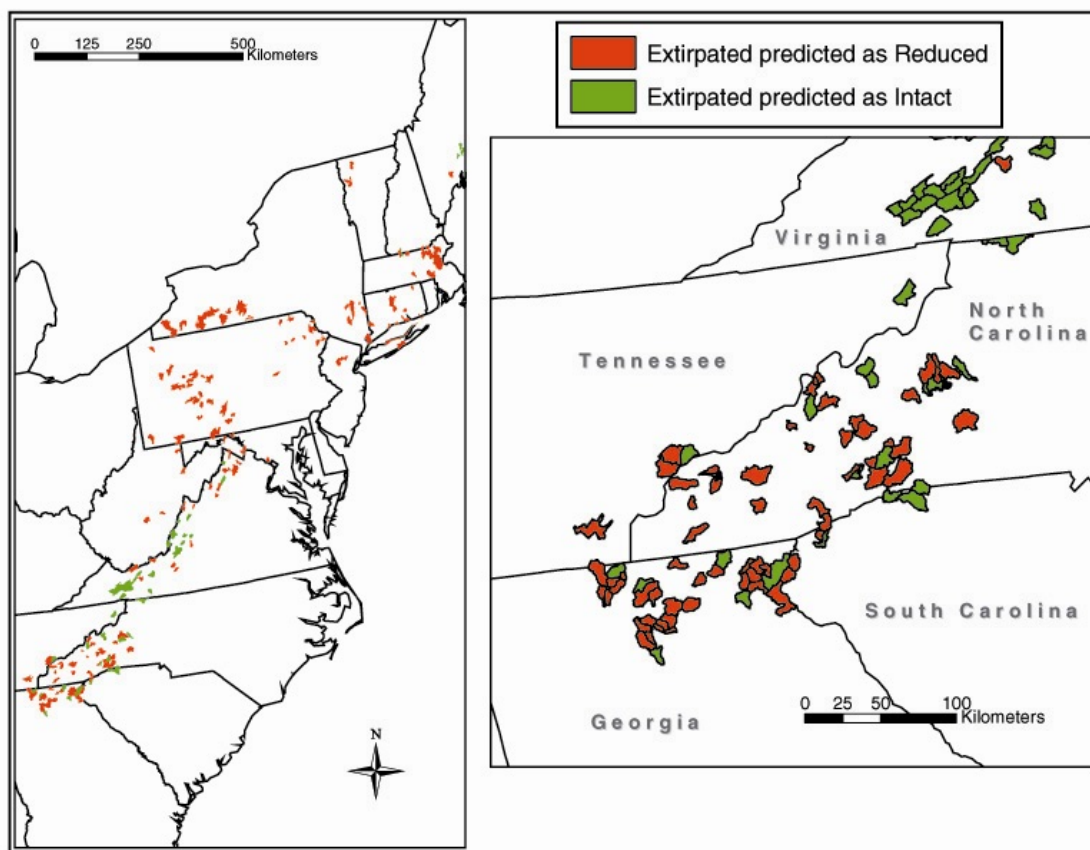 0 125 250 500
Kilometers
Extirpated predicted as Reduced
Extirpated predicted as Intact
Virginia
North
Carolina
Tennessee
South Carolina
Georgia
0 25 50 100
Kilometers
N